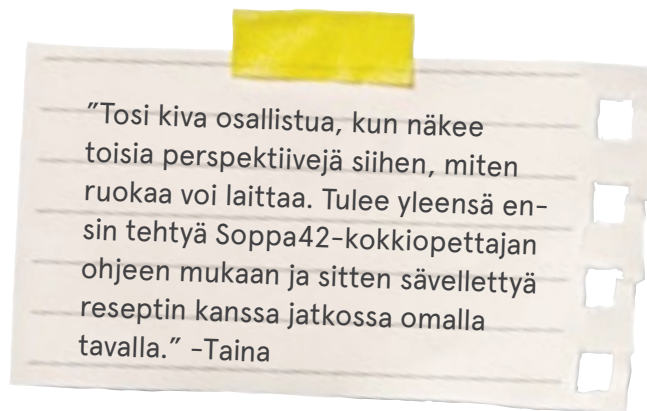 ”Tosi kiva osallistua, kun näkee
toisia perspektiivejä siihen, miten
ruokaa voi laittaa. Tulee yleensä en-
sin tehtyä Soppa42-kokkiopettajan
ohjeen mukaan ja sitten sävellettyä
reseptin kanssa jatkossa omalla
tavalla.” -Taina